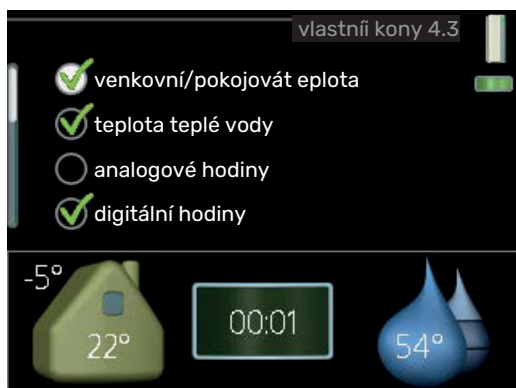 vlastníi kony 4.3
venkovní/pokojovát eplota
teplota teplé vody
analogové hodiny
digitální hodiny
-5°
22°
00:01
54°